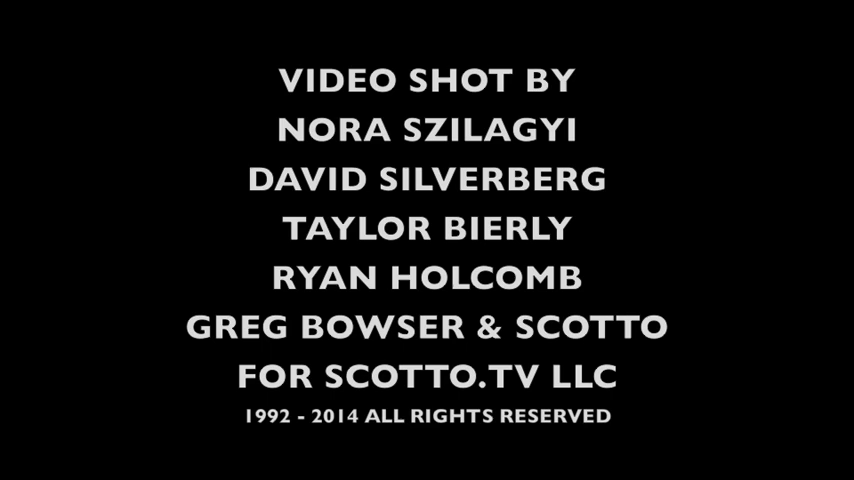 VIDEO SHOT BY
NORA SZILAGYI
DAVID SILVERBERG
TAYLOR BIERLY
RYAN HOLCOMB
GREG BOWSER & SCOTTO
FOR SCOTTO.TV LLC
1992 - 2014 ALL RIGHTS RESERVED